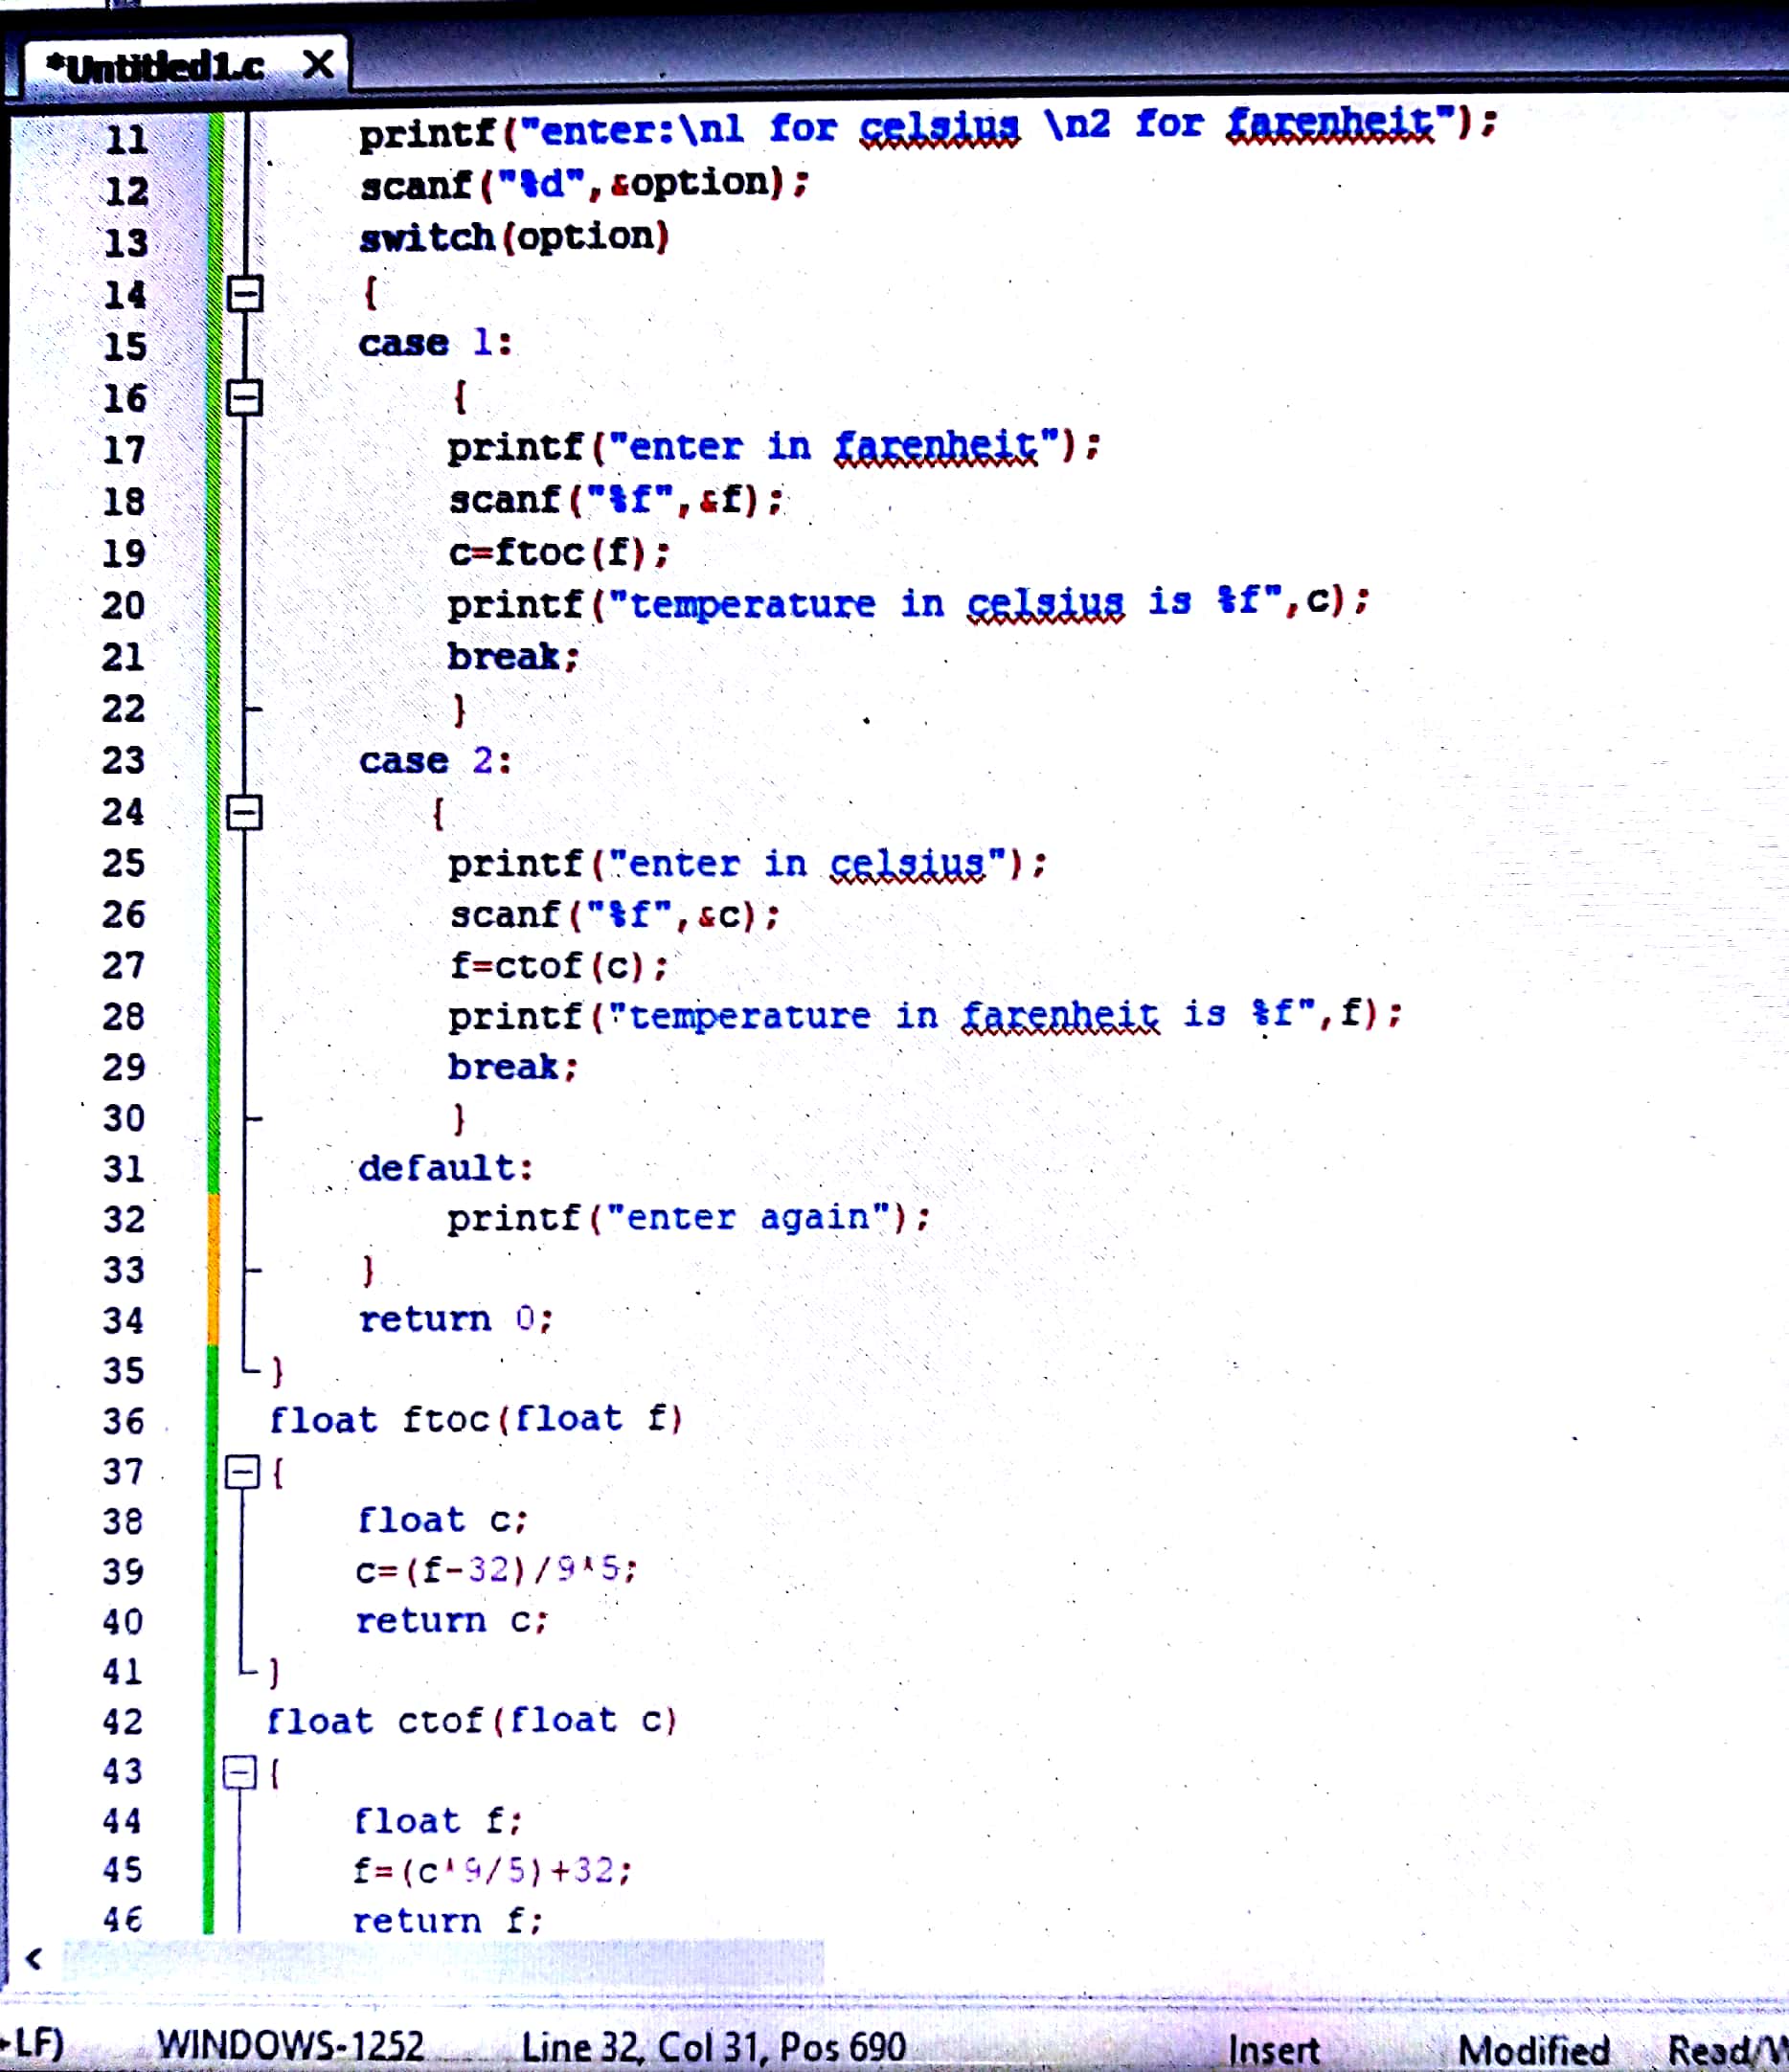 *Untitled1.c X
11 printf("enter:\n1 for celsius \n2 for farenheit");
12 scanf("%d",&option);
13 switch(option)
14 {
15 case 1:
16 {
17 printf("enter in farenheit");
18 scanf("%f",&f);
19 c=ftoc(f);
20 printf("temperature in celsius is %f",c);
21 break;
22 }
23 case 2:
24 {
25 printf("enter in celsius");
26 scanf("%f",&c);
27 f=ctof(c);
28 printf("temperature in farenheit is %f",f);
29 break;
30 }
31 default:
32 printf("enter again");
33 }
34 return 0;
35 }
36 float ftoc(float f)
37 {
38 float c;
39 c=(f-32)/9*5;
40 return c;
41 }
42 float ctof(float c)
43 {
44 float f;
45 f=(c*9/5)+32;
46 return f;
LF) WINDOWS-1252 Line 32, Col 31, Pos 690 Insert Modified Read/W